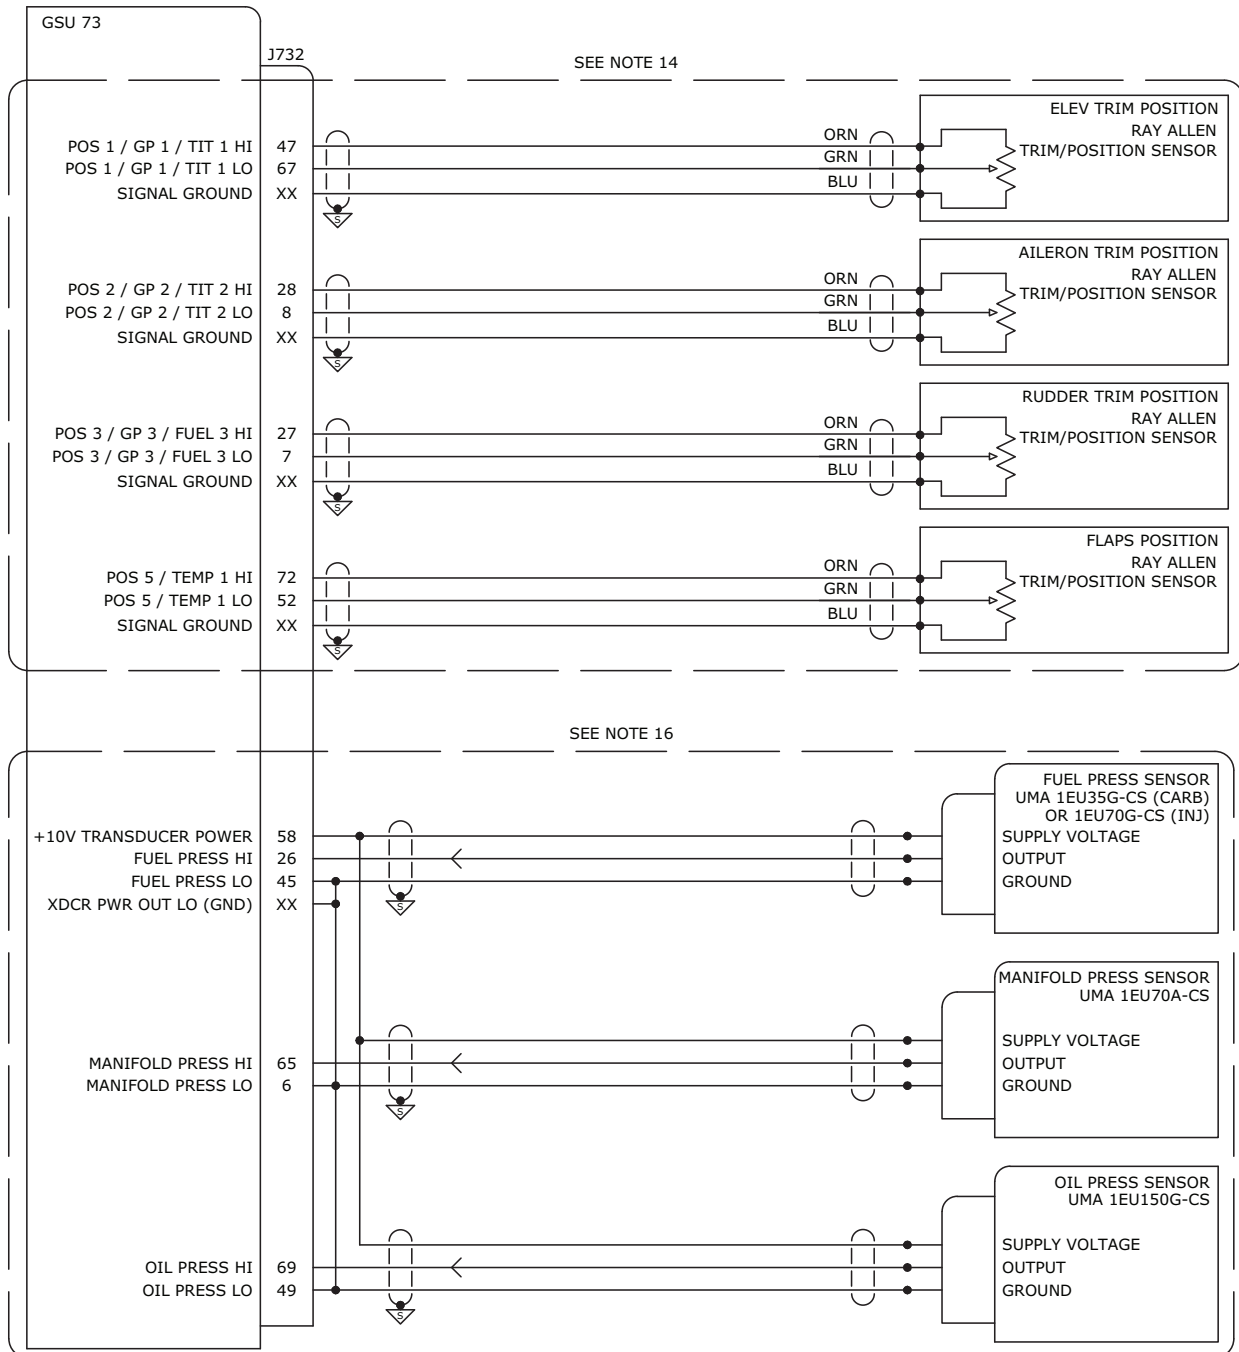 GSU 73
J732
SEE NOTE 14
POS 1 / GP 1 / TIT 1 HI 47
POS 1 / GP 1 / TIT 1 LO 67
SIGNAL GROUND XX
S
ORN
GRN
BLU
ELEV TRIM POSITION
RAY ALLEN
TRIM/POSITION SENSOR
POS 2 / GP 2 / TIT 2 HI 28
POS 2 / GP 2 / TIT 2 LO 8
SIGNAL GROUND XX
S
ORN
GRN
BLU
AILERON TRIM POSITION
RAY ALLEN
TRIM/POSITION SENSOR
POS 3 / GP 3 / FUEL 3 HI 27
POS 3 / GP 3 / FUEL 3 LO 7
SIGNAL GROUND XX
S
ORN
GRN
BLU
RUDDER TRIM POSITION
RAY ALLEN
TRIM/POSITION SENSOR
POS 5 / TEMP 1 HI 72
POS 5 / TEMP 1 LO 52
SIGNAL GROUND XX
S
ORN
GRN
BLU
FLAPS POSITION
RAY ALLEN
TRIM/POSITION SENSOR
SEE NOTE 16
+10V TRANSDUCER POWER 58
FUEL PRESS HI 26
FUEL PRESS LO 45
XDCR PWR OUT LO (GND) XX
S
FUEL PRESS SENSOR
UMA 1EU35G-CS (CARB)
OR 1EU70G-CS (INJ)
SUPPLY VOLTAGE
OUTPUT
GROUND
MANIFOLD PRESS HI 65
MANIFOLD PRESS LO 6
S
MANIFOLD PRESS SENSOR
UMA 1EU70A-CS
SUPPLY VOLTAGE
OUTPUT
GROUND
OIL PRESS HI 69
OIL PRESS LO 49
S
OIL PRESS SENSOR
UMA 1EU150G-CS
SUPPLY VOLTAGE
OUTPUT
GROUND